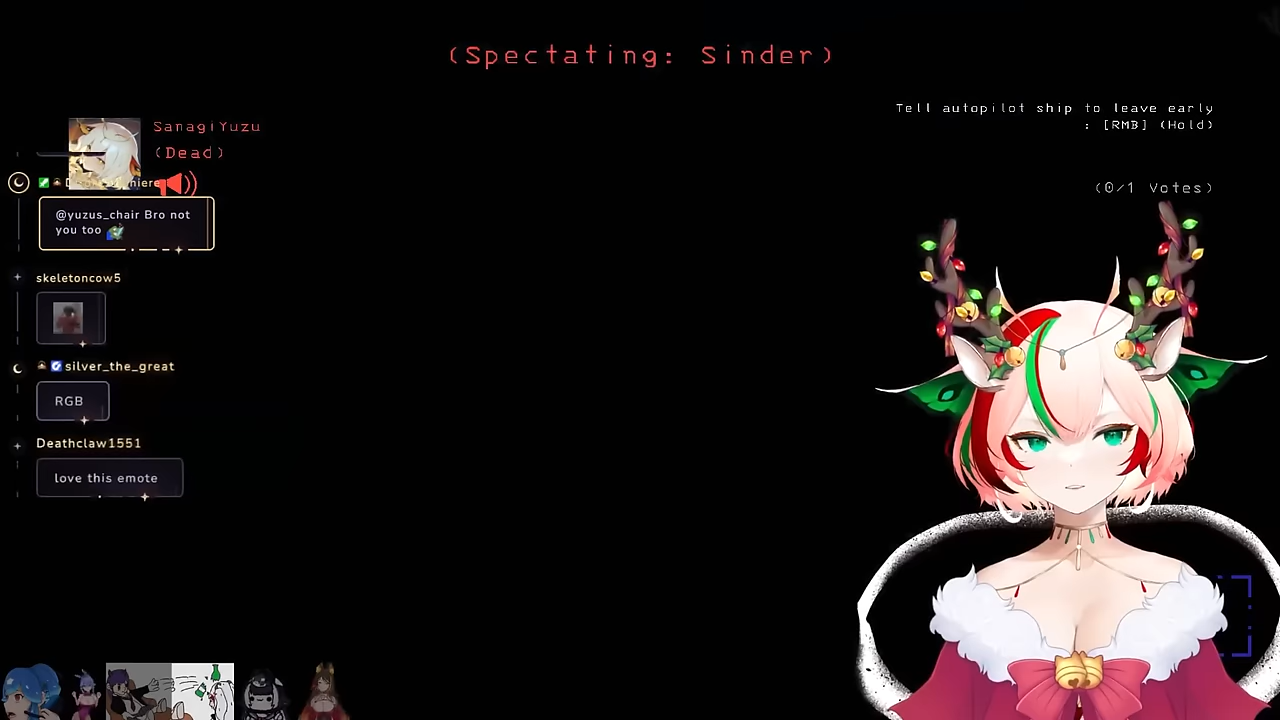 (Spectating: Sinder)
Tell autopilot ship to leave early
: [RMB] (Hold)
(0/1 Votes)
SanagiYuzu
(Dead)
@yuzus_chair Bro not
you too
skeletoncow5
silver_the_great
RGB
Deathclaw1551
love this emote